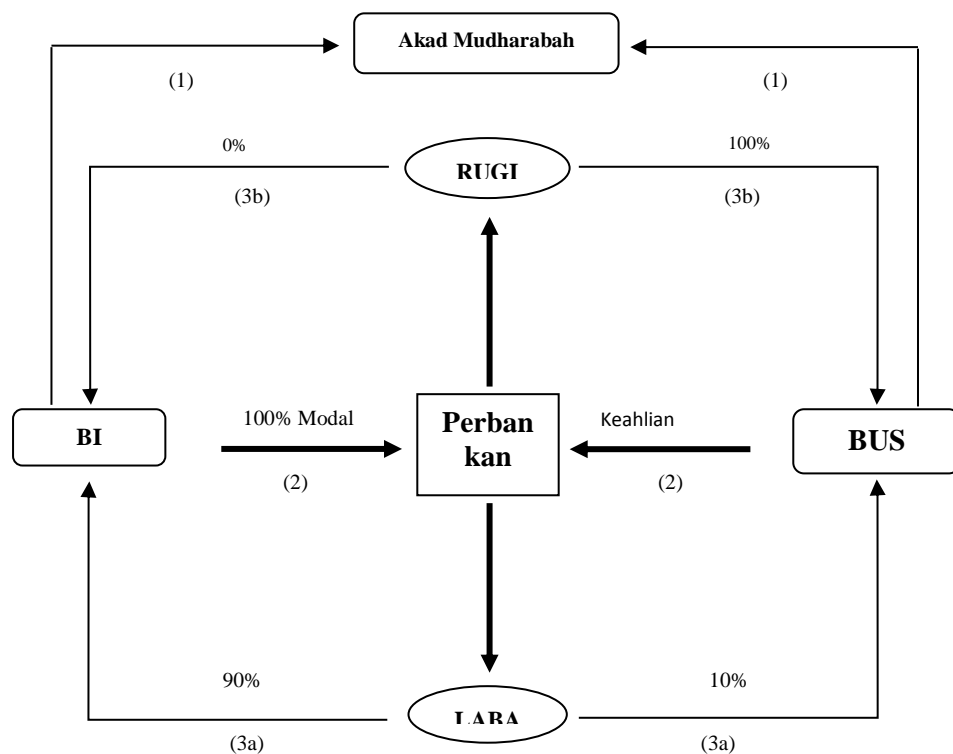 Akad Mudharabah
(1)
(1)
0%
100%
RUGI
(3b)
(3b)
100% Modal
Keahlian
BI
Perban
kan
BUS
(2)
(2)
90%
10%
LABA
(3a)
(3a)